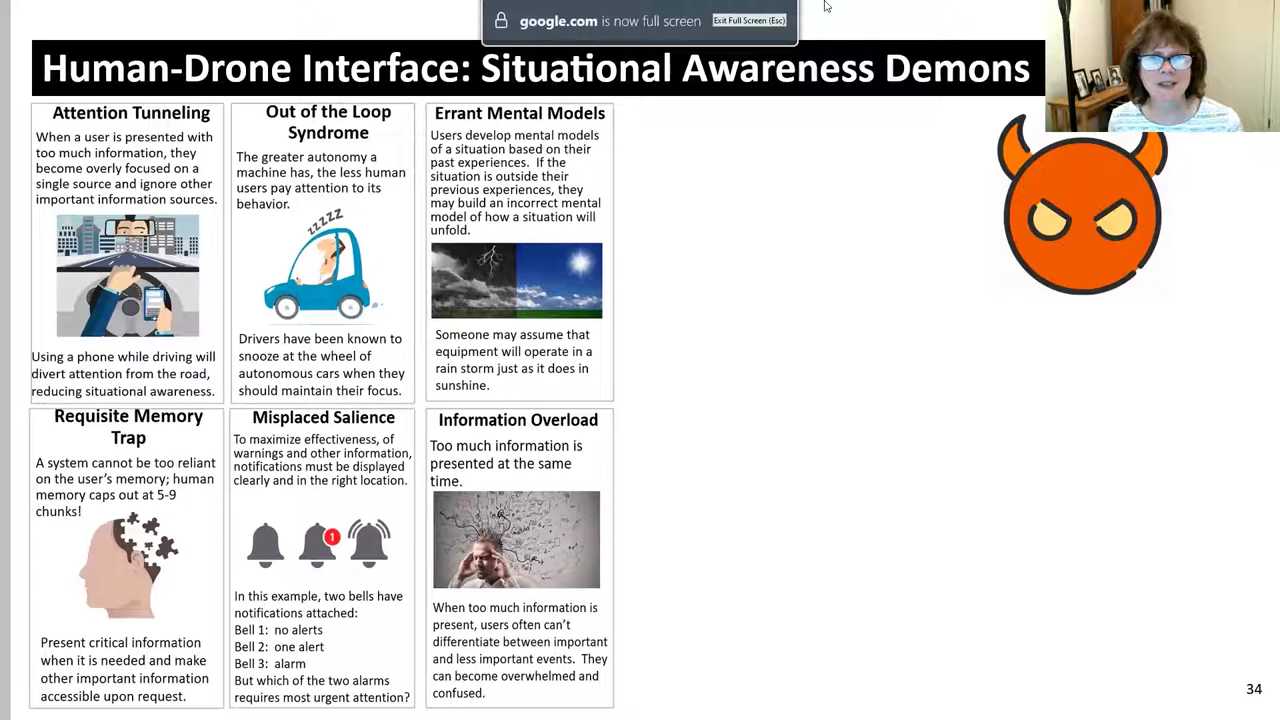 google.com is now full screen Exit Full Screen (Esc)
Human-Drone Interface: Situational Awareness Demons
Attention Tunneling
When a user is presented with
too much information, they
become overly focused on a
single source and ignore other
important information sources.
Using a phone while driving will
divert attention from the road,
reducing situational awareness.
Out of the Loop
Syndrome
The greater autonomy a
machine has, the less human
users pay attention to its
behavior.
zzzzz
Drivers have been known to
snooze at the wheel of
autonomous cars when they
should maintain their focus.
Errant Mental Models
Users develop mental models
of a situation based on their
past experiences. If the
situation is outside their
previous experiences, they
may build an incorrect mental
model of how a situation will
unfold.
Someone may assume that
equipment will operate in a
rain storm just as it does in
sunshine.
Requisite Memory
Trap
A system cannot be too reliant
on the user's memory; human
memory caps out at 5-9
chunks!
Present critical information
when it is needed and make
other important information
accessible upon request.
Misplaced Salience
To maximize effectiveness, of
warnings and other information,
notifications must be displayed
clearly and in the right location.
1
In this example, two bells have
notifications attached:
Bell 1: no alerts
Bell 2: one alert
Bell 3: alarm
But which of the two alarms
requires most urgent attention?
Information Overload
Too much information is
presented at the same
time.
When too much information is
present, users often can't
differentiate between important
and less important events. They
can become overwhelmed and
confused.
34